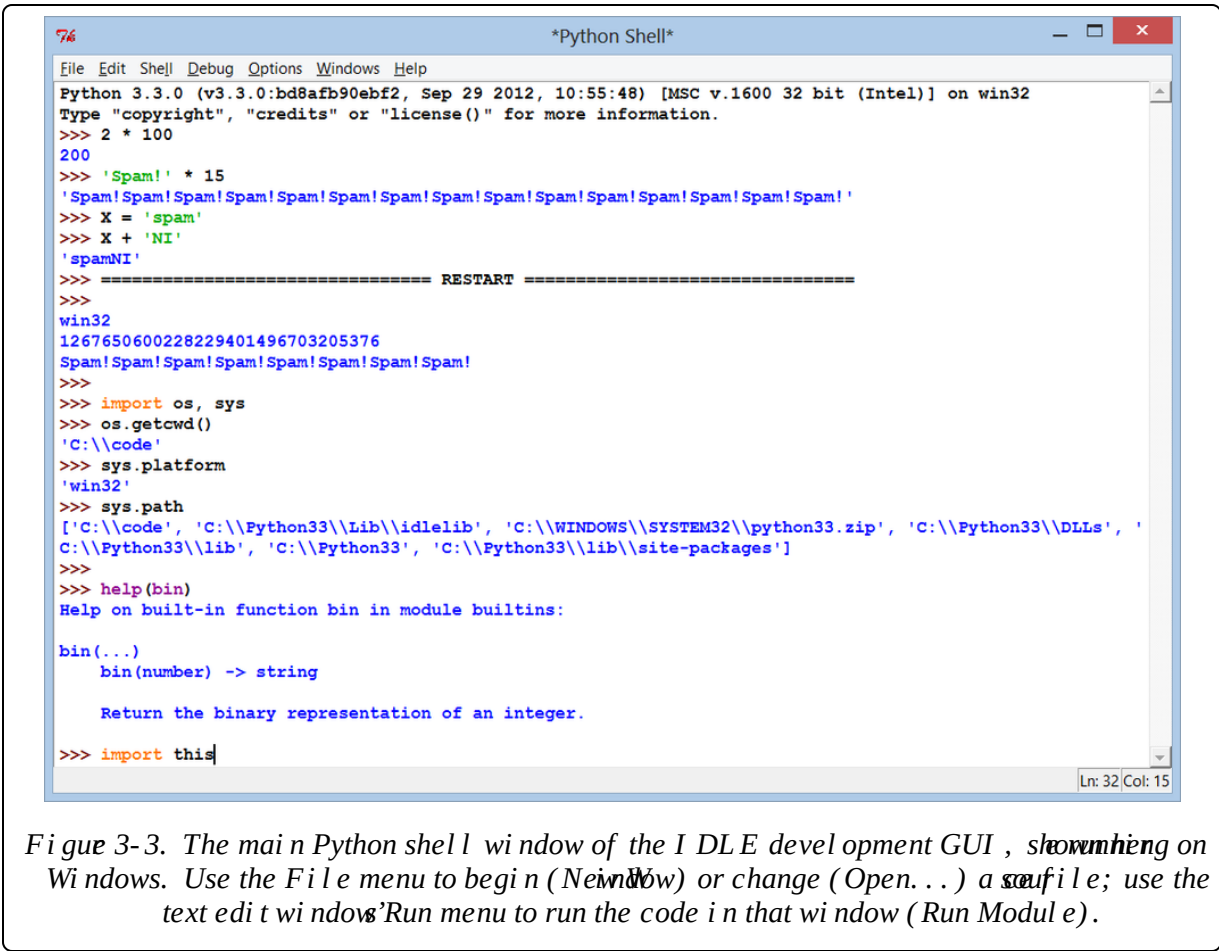 *Python Shell*
File Edit Shell Debug Options Windows Help
Python 3.3.0 (v3.3.0:bd8afb90ebf2, Sep 29 2012, 10:55:48) [MSC v.1600 32 bit (Intel)] on win32
Type "copyright", "credits" or "license()" for more information.
>>> 2 * 100
200
>>> 'Spam!' * 15
'Spam!Spam!Spam!Spam!Spam!Spam!Spam!Spam!Spam!Spam!Spam!Spam!Spam!Spam!Spam!'
>>> X = 'spam'
>>> X + 'NI'
'spamNI'
>>> ================================ RESTART ================================
>>>
win32
1267650600228229401496703205376
Spam!Spam!Spam!Spam!Spam!Spam!Spam!Spam!
>>>
>>> import os, sys
>>> os.getcwd()
'C:\\code'
>>> sys.platform
'win32'
>>> sys.path
['C:\\code', 'C:\\Python33\\Lib\\idlelib', 'C:\\WINDOWS\\SYSTEM32\\python33.zip', 'C:\\Python33\\DLLs', '
C:\\Python33\\lib', 'C:\\Python33', 'C:\\Python33\\lib\\site-packages']
>>>
>>> help(bin)
Help on built-in function bin in module builtins:
bin(...)
bin(number) -> string
Return the binary representation of an integer.
>>> import this
Ln: 32 Col: 15
Figure 3-3. The main Python shell window of the IDLE development GUI, on
Windows. Use the File menu to begin (New Window) or change (Open...) a file; use the
text edit windows' Run menu to run the code in that window (Run Module).